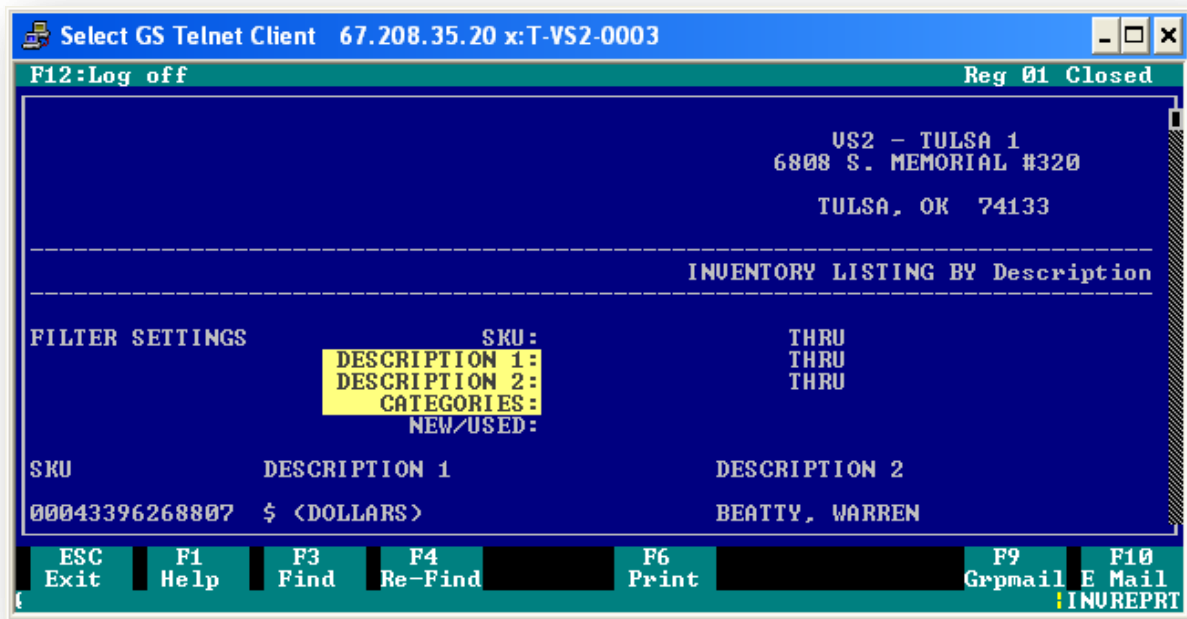 Select GS Telnet Client 67.208.35.20 x:T-VS2-0003
F12:Log off Reg 01 Closed
VS2 - TULSA 1
6808 S. MEMORIAL #320
TULSA, OK 74133
INVENTORY LISTING BY Description
FILTER SETTINGS SKU: THRU
DESCRIPTION 1: THRU
DESCRIPTION 2: THRU
CATEGORIES:
NEW/USED:
SKU DESCRIPTION 1 DESCRIPTION 2
00043396268807 $ (DOLLARS) BEATTY, WARREN
ESC F1 F3 F4 F6 F9 F10
Exit Help Find Re-Find Print Grpmail E Mail
INVREPRT